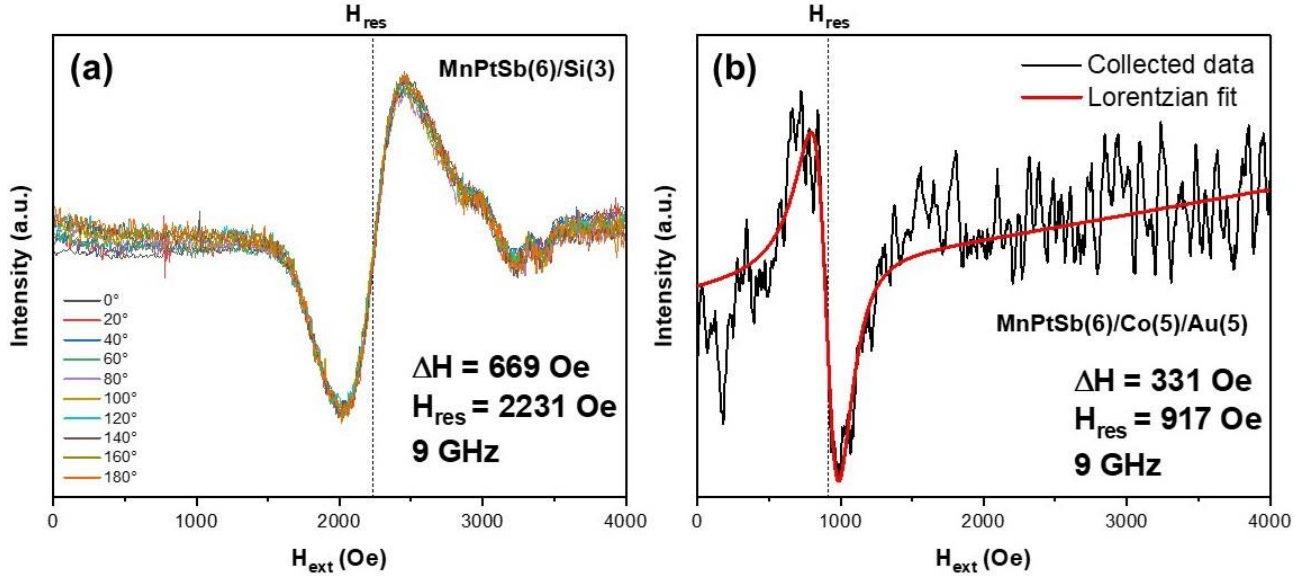 H_res
(a)
MnPtSb(6)/Si(3)
Intensity (a.u.)
0°
20°
40°
60°
80°
100°
120°
140°
160°
180°
ΔH = 669 Oe
H_res = 2231 Oe
9 GHz
0 1000 2000 3000 4000
H_ext (Oe)
H_res
(b)
Collected data
Lorentzian fit
Intensity (a.u.)
MnPtSb(6)/Co(5)/Au(5)
ΔH = 331 Oe
H_res = 917 Oe
9 GHz
0 1000 2000 3000 4000
H_ext (Oe)